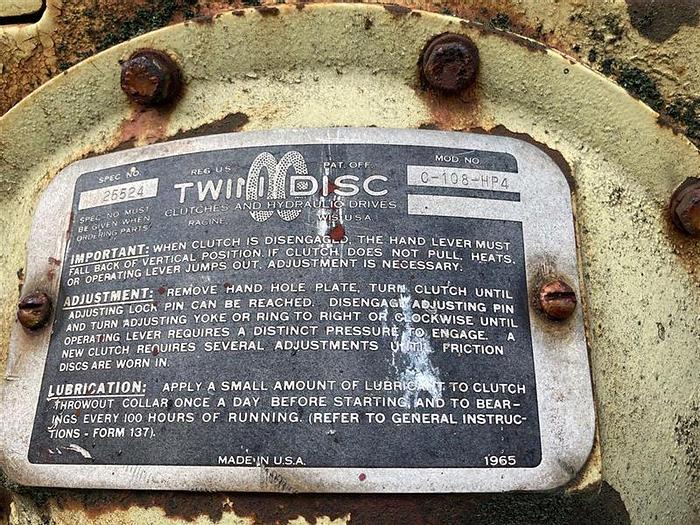 SPEC NO.
25524
SPEC NO. MUST
BE GIVEN WHEN
ORDERING PARTS
REG. U.S. PAT. OFF.
TWIN DISC
CLUTCHES AND HYDRAULIC DRIVES
RACINE WIS. U.S.A.
MOD NO.
C-108-HP4
IMPORTANT: WHEN CLUTCH IS DISENGAGED, THE HAND LEVER MUST
FALL BACK OF VERTICAL POSITION. IF CLUTCH DOES NOT PULL, HEATS,
OR OPERATING LEVER JUMPS OUT, ADJUSTMENT IS NECESSARY.
ADJUSTMENT: REMOVE HAND HOLE PLATE, TURN CLUTCH UNTIL
ADJUSTING LOCK PIN CAN BE REACHED. DISENGAGE ADJUSTING PIN
AND TURN ADJUSTING YOKE OR RING TO RIGHT OR CLOCKWISE UNTIL
OPERATING LEVER REQUIRES A DISTINCT PRESSURE TO ENGAGE. A
NEW CLUTCH REQUIRES SEVERAL ADJUSTMENTS UNTIL FRICTION
DISCS ARE WORN IN.
LUBRICATION: APPLY A SMALL AMOUNT OF LUBRICANT TO CLUTCH
THROWOUT COLLAR ONCE A DAY BEFORE STARTING, AND TO BEAR-
INGS EVERY 100 HOURS OF RUNNING. (REFER TO GENERAL INSTRUC-
TIONS - FORM 137).
MADE IN U.S.A. 1965